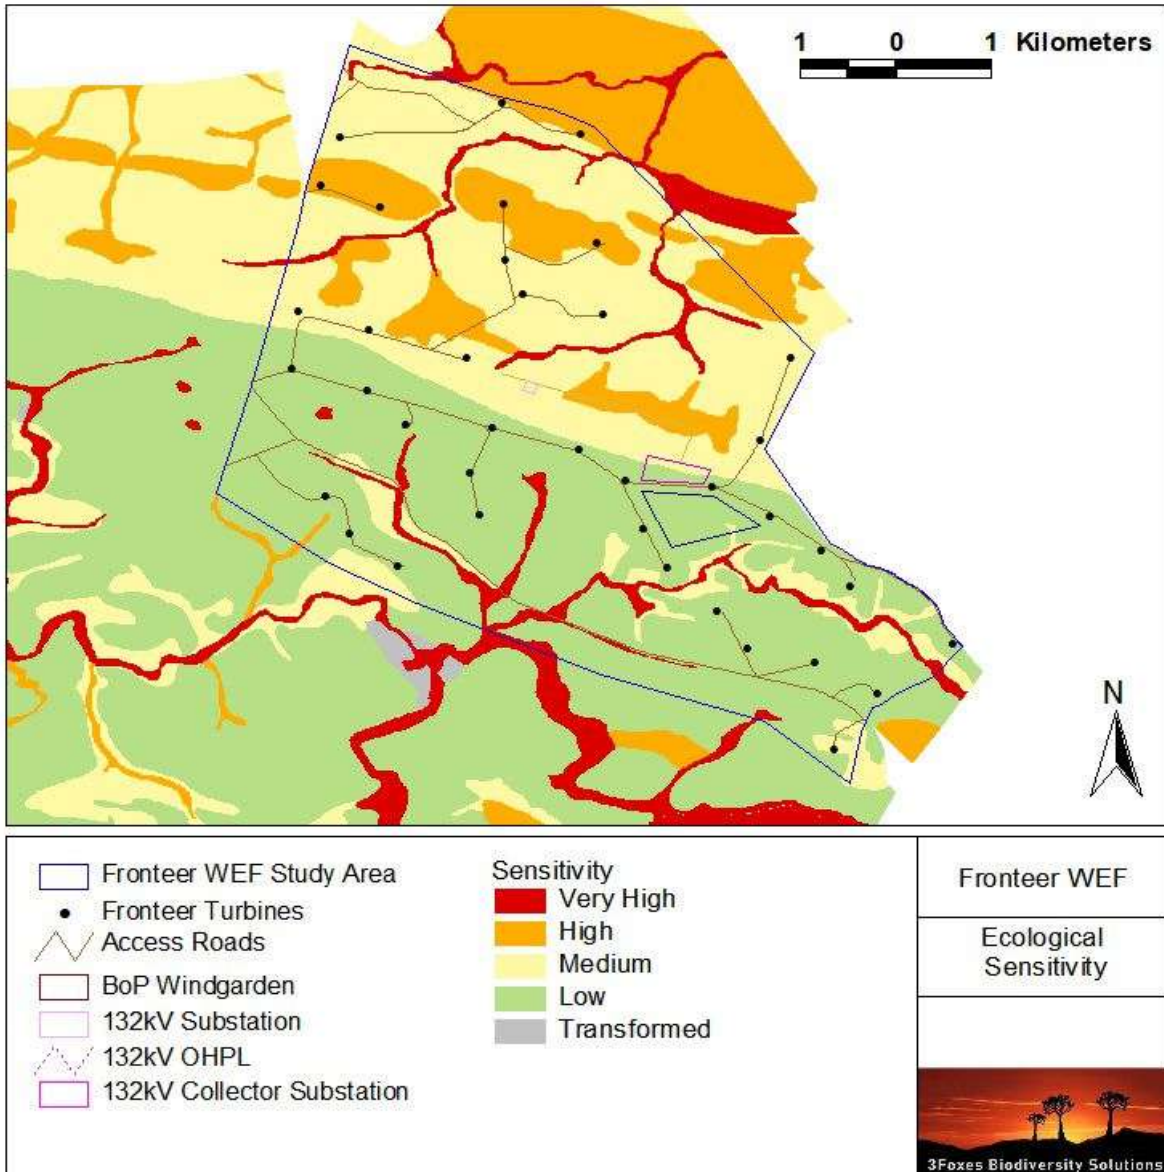 1 0 1 Kilometers
N
Fronteer WEF Study Area
Fronteer Turbines
Access Roads
BoP Windgarden
132kV Substation
132kV OHPL
132kV Collector Substation
Sensitivity
Very High
High
Medium
Low
Transformed
Fronteer WEF
Ecological
Sensitivity
3Foxes Biodiversity Solutions